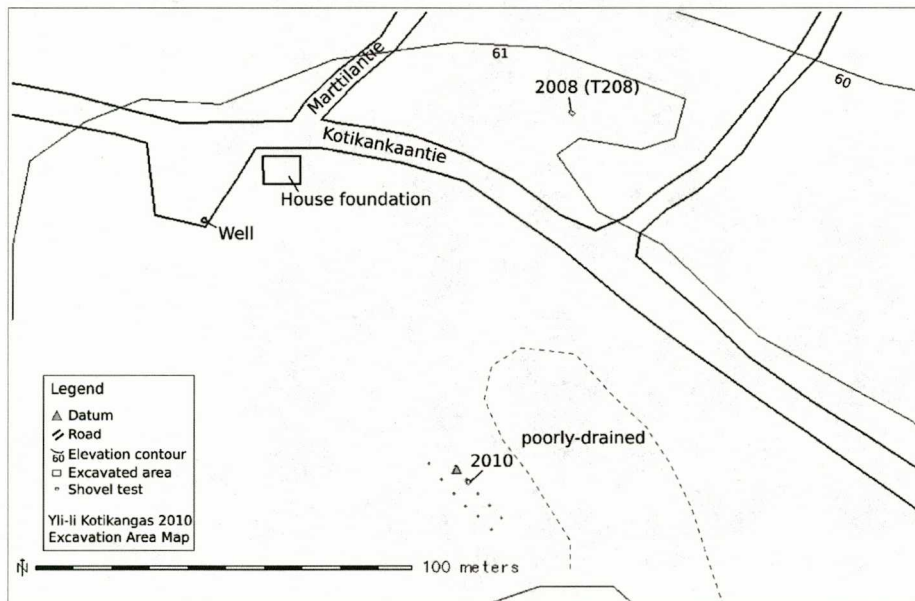 61
60
2008 (T208)
Marttilantie
Kotikankaantie
House foundation
Well
poorly-drained
2010
Legend
Datum
Road
60 Elevation contour
Excavated area
Shovel test
Yli-Ii Kotikangas 2010
Excavation Area Map
N
100 meters